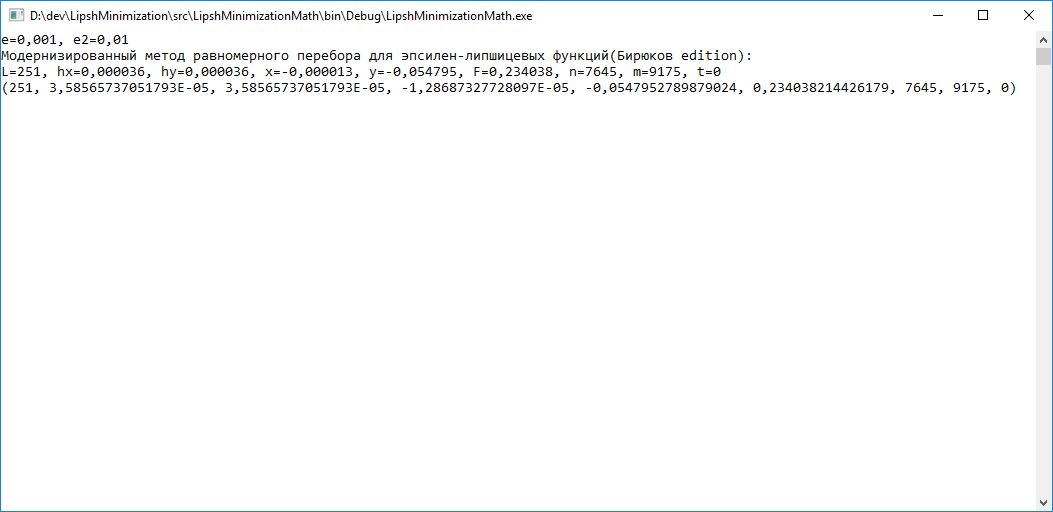 D:\dev\LipshMinimization\src\LipshMinimizationMath\bin\Debug\LipshMinimizationMath.exe
e=0,001, e2=0,01
Модернизированный метод равномерного перебора для эпсилен-липшицевых функций(Бирюков edition):
L=251, hx=0,000036, hy=0,000036, x=-0,000013, y=-0,054795, F=0,234038, n=7645, m=9175, t=0
(251, 3,58565737051793E-05, 3,58565737051793E-05, -1,28687327728097E-05, -0,0547952789879024, 0,234038214426179, 7645, 9175, 0)